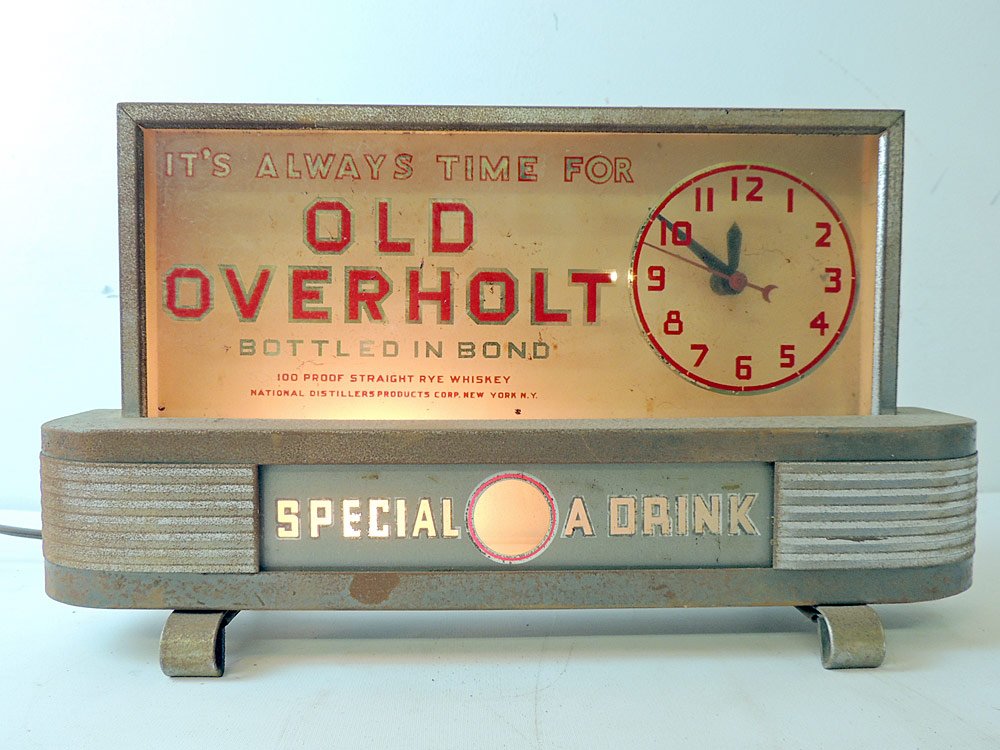 IT'S ALWAYS TIME FOR
OLD
OVERHOLT
BOTTLED IN BOND
100 PROOF STRAIGHT RYE WHISKEY
NATIONAL DISTILLERS PRODUCTS CORP. NEW YORK N.Y.
12
1
2
3
4
5
6
7
8
9
10
11
SPECIAL A DRINK